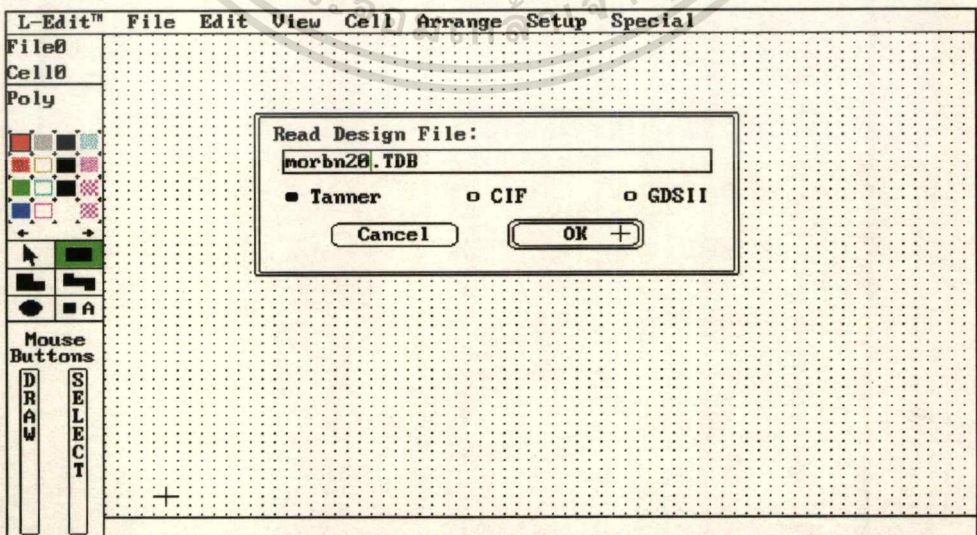 L-Edit™ File Edit View Cell Arrange Setup Special
File0
Cell0
Poly
Read Design File:
morbn20.TDB
Tanner CIF GDSII
Cancel OK
A
Mouse
Buttons
DRAW
SELECT